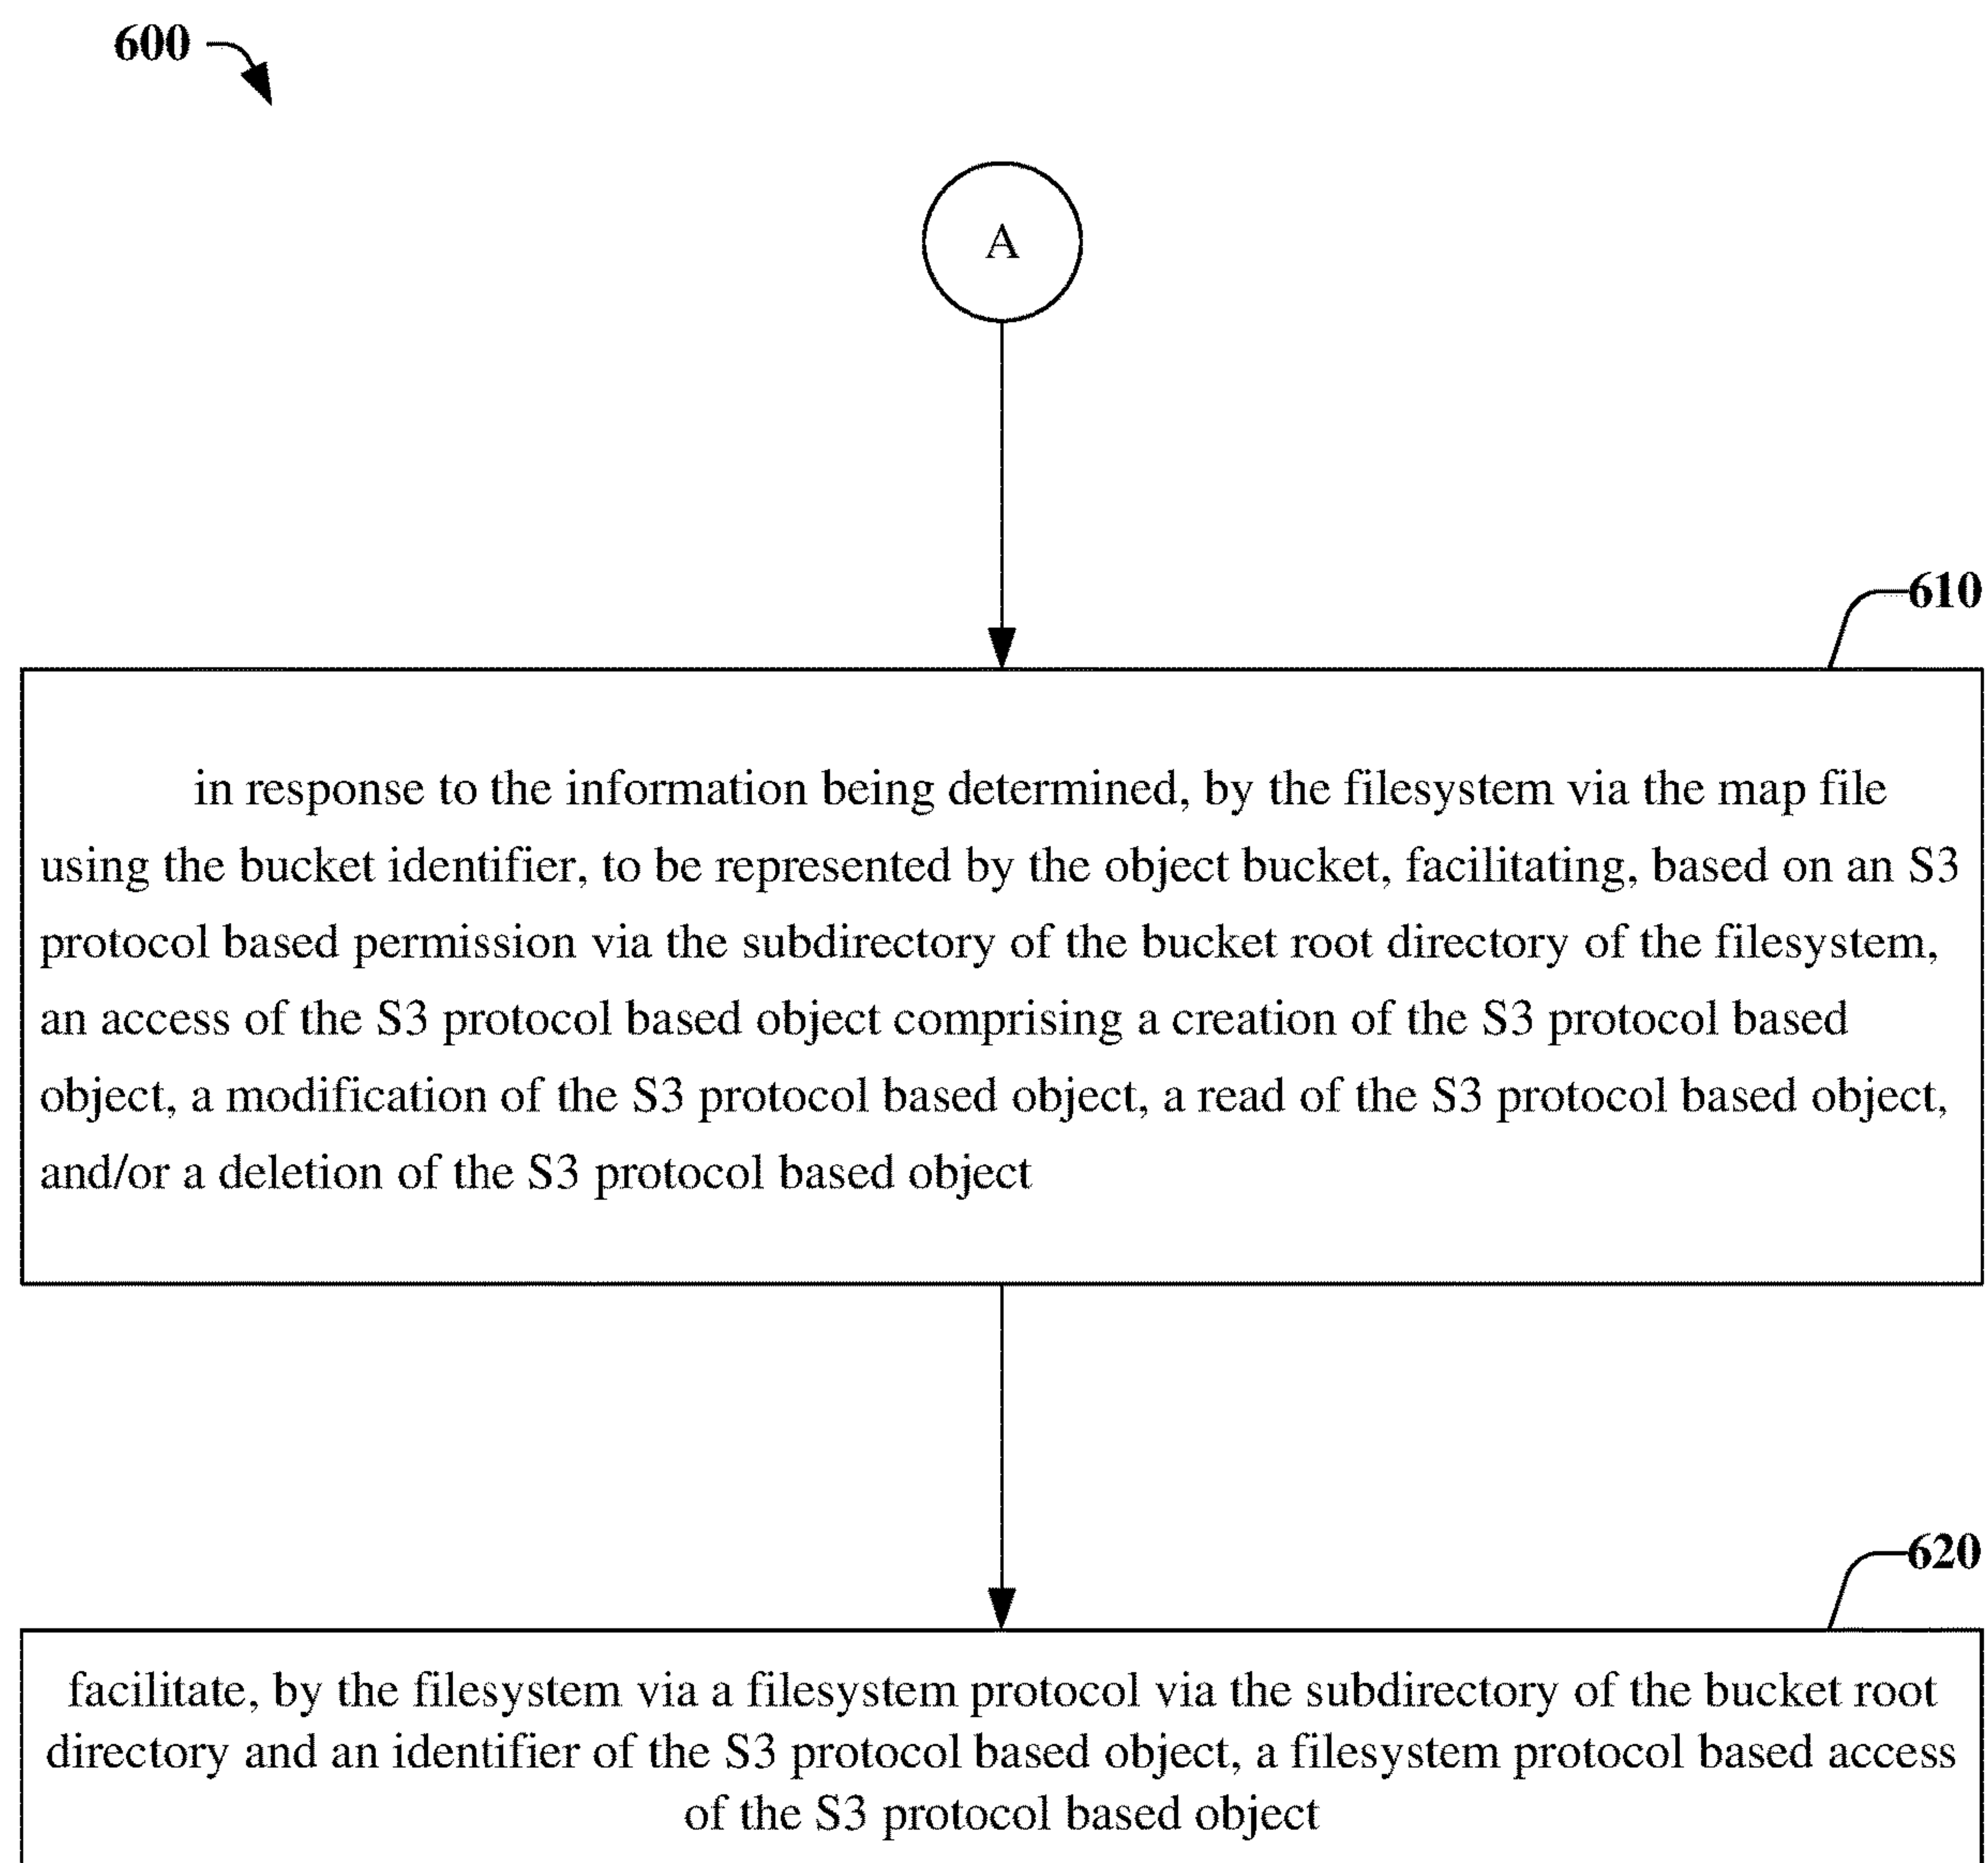 600
A
610
in response to the information being determined, by the filesystem via the map file
using the bucket identifier, to be represented by the object bucket, facilitating, based on an S3
protocol based permission via the subdirectory of the bucket root directory of the filesystem,
an access of the S3 protocol based object comprising a creation of the S3 protocol based
object, a modification of the S3 protocol based object, a read of the S3 protocol based object,
and/or a deletion of the S3 protocol based object
620
facilitate, by the filesystem via a filesystem protocol via the subdirectory of the bucket root
directory and an identifier of the S3 protocol based object, a filesystem protocol based access
of the S3 protocol based object